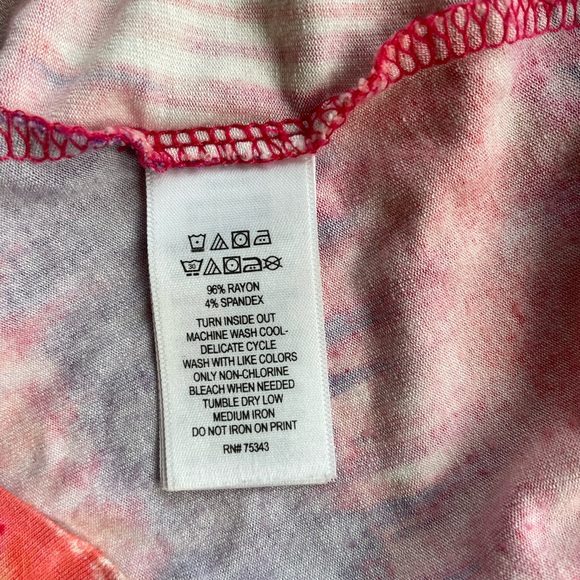 30
96% RAYON
4% SPANDEX
TURN INSIDE OUT
MACHINE WASH COOL-
DELICATE CYCLE
WASH WITH LIKE COLORS
ONLY NON-CHLORINE
BLEACH WHEN NEEDED
TUMBLE DRY LOW
MEDIUM IRON
DO NOT IRON ON PRINT
RN# 75343